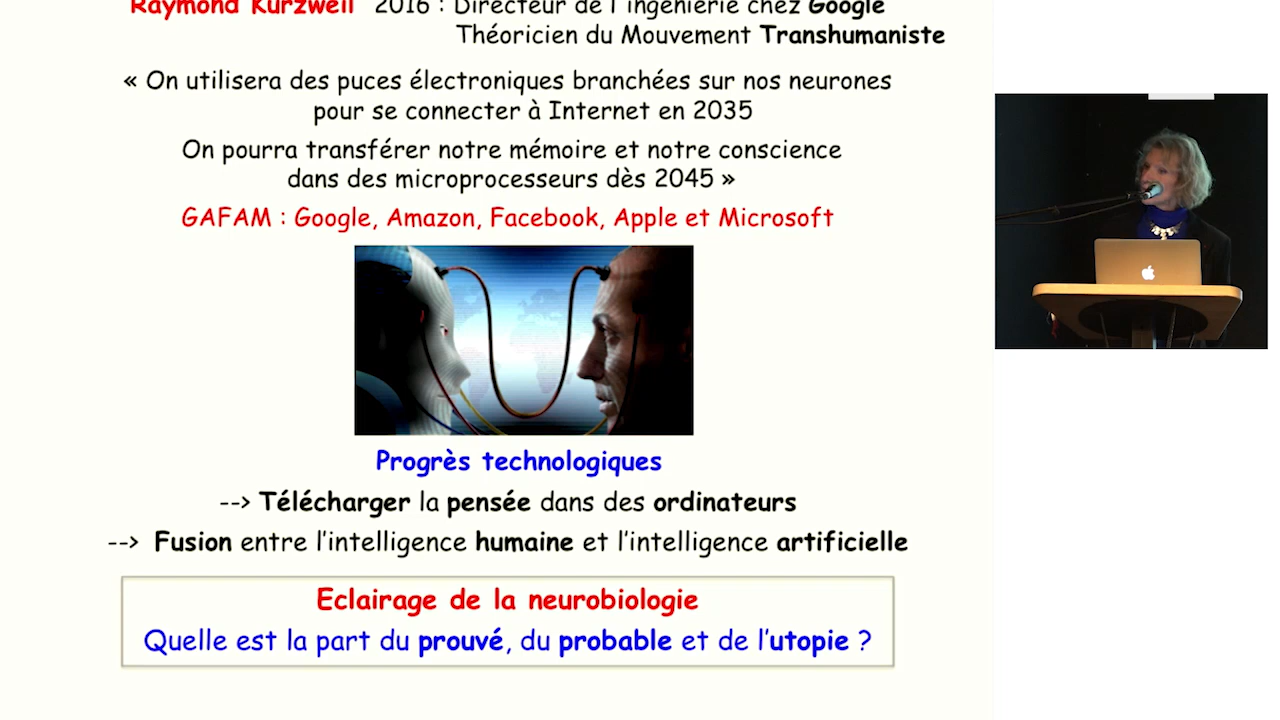 Raymond Kurzweil 2016 : Directeur de l'ingénierie chez Google
Théoricien du Mouvement Transhumaniste
« On utilisera des puces électroniques branchées sur nos neurones
pour se connecter à Internet en 2035
On pourra transférer notre mémoire et notre conscience
dans des microprocesseurs dès 2045 »
GAFAM : Google, Amazon, Facebook, Apple et Microsoft
Progrès technologiques
--> Télécharger la pensée dans des ordinateurs
--> Fusion entre l'intelligence humaine et l'intelligence artificielle
Eclairage de la neurobiologie
Quelle est la part du prouvé, du probable et de l'utopie ?